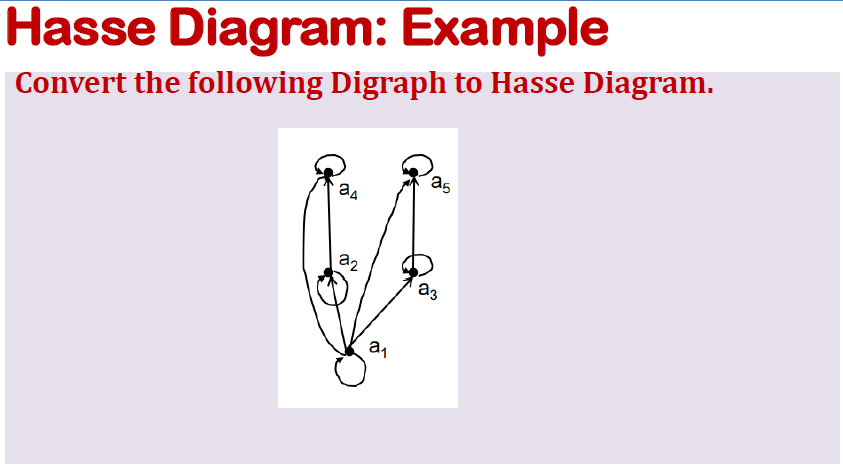 Hasse Diagram: Example
Convert the following Digraph to Hasse Diagram.
a4
a5
a2
a3
a1